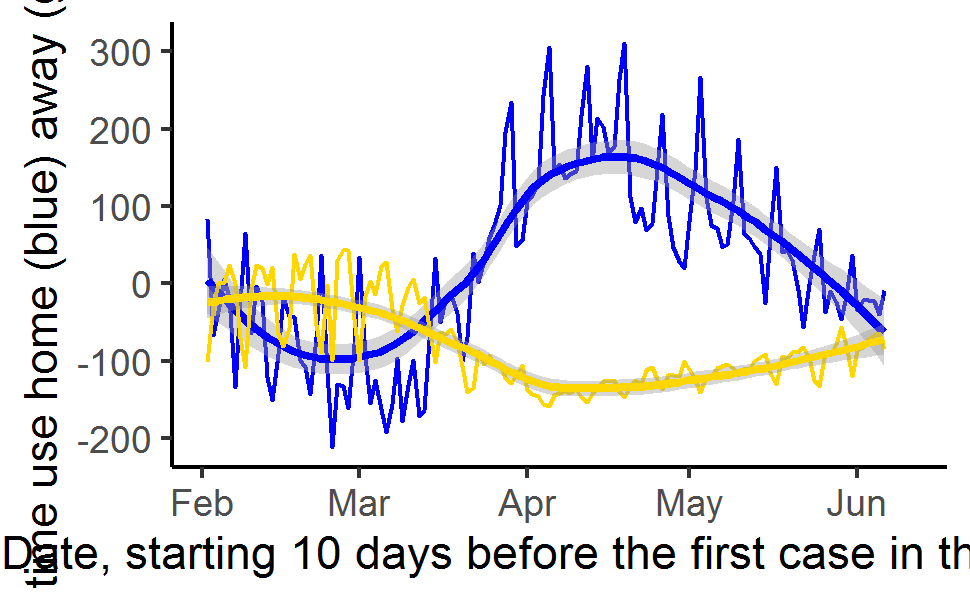 time use home (blue) away (
300
200
100
0
-100
-200
Feb Mar Apr May Jun
Date, starting 10 days before the first case in th